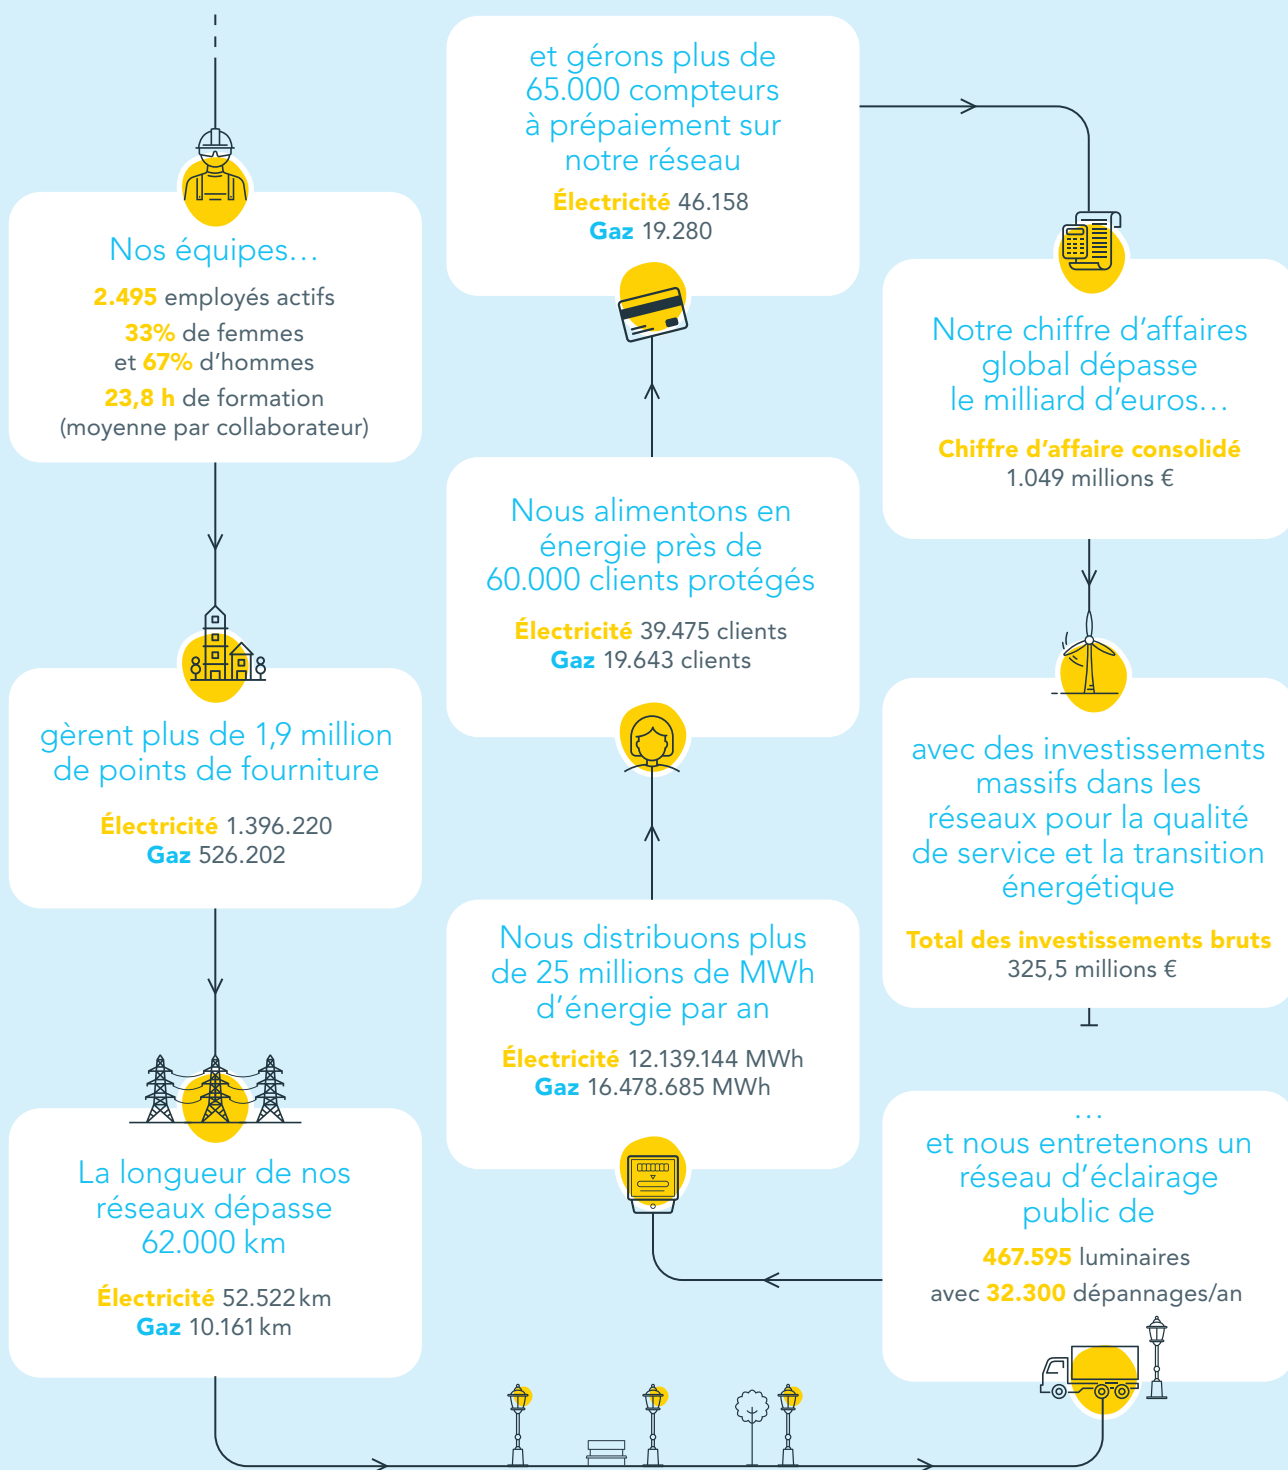 Nos équipes...
2.495 employés actifs
33% de femmes
et 67% d'hommes
23,8 h de formation
(moyenne par collaborateur)
gèrent plus de 1,9 million
de points de fourniture
Électricité 1.396.220
Gaz 526.202
La longueur de nos
réseaux dépasse
62.000 km
Électricité 52.522 km
Gaz 10.161 km
...
et nous entretenons un
réseau d'éclairage
public de
467.595 luminaires
avec 32.300 dépannages/an
Nous distribuons plus
de 25 millions de MWh
d'énergie par an
Électricité 12.139.144 MWh
Gaz 16.478.685 MWh
Nous alimentons en
énergie près de
60.000 clients protégés
Électricité 39.475 clients
Gaz 19.643 clients
et gérons plus de
65.000 compteurs
à prépaiement sur
notre réseau
Électricité 46.158
Gaz 19.280
Notre chiffre d'affaires
global dépasse
le milliard d'euros...
Chiffre d'affaire consolidé
1.049 millions €
avec des investissements
massifs dans les
réseaux pour la qualité
de service et la transition
énergétique
Total des investissements bruts
325,5 millions €